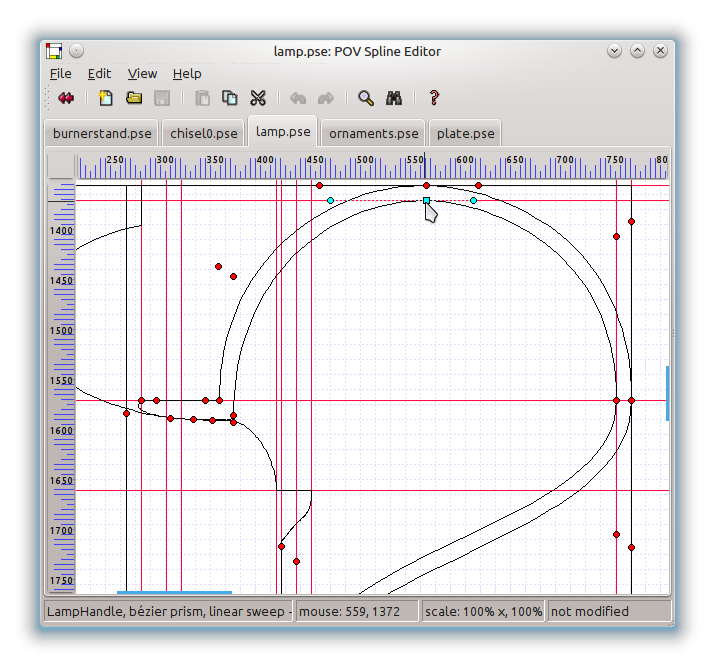 lamp.pse: POV Spline Editor
File Edit View Help
burnerstand.pse chisel0.pse lamp.pse ornaments.pse plate.pse
250 300 350 400 450 500 550 600 650 700 750 80
1400
1450
1500
1550
1600
1650
1700
1750
LampHandle, bézier prism, linear sweep - mouse: 559, 1372 scale: 100% x, 100% not modified